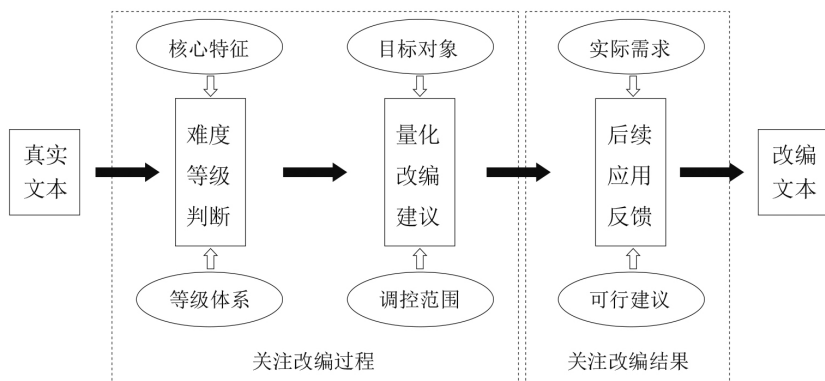 核心特征
目标对象
实际需求
真实
文本
难度
等级
判断
量化
改编
建议
后续
应用
反馈
改编
文本
等级体系
调控范围
可行建议
关注改编过程
关注改编结果